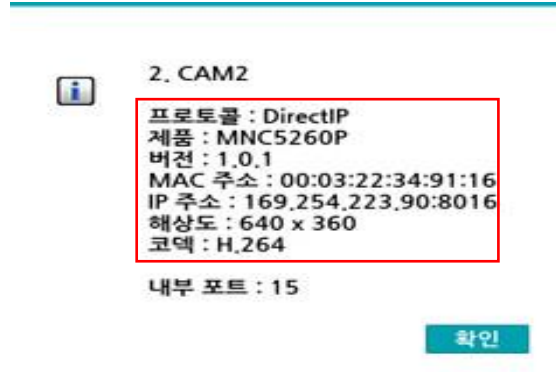 2. CAM2
프로토콜 : DirectIP
제품 : MNC5260P
버전 : 1.0.1
MAC 주소 : 00:03:22:34:91:16
IP 주소 : 169.254.223.90:8016
해상도 : 640 x 360
코덱 : H.264
내부 포트 : 15
확인